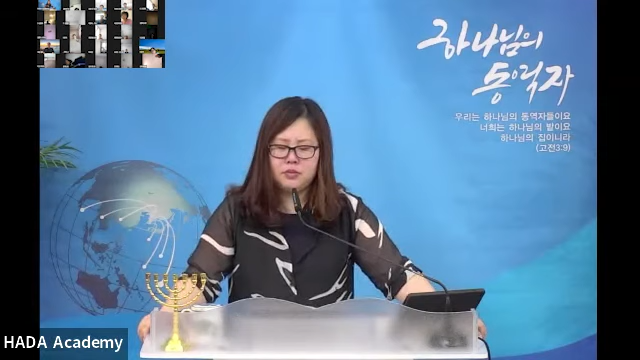 하나님의
동역자
우리는 하나님의 동역자들이요
너희는 하나님의 밭이요
하나님의 집이니라
(고전3:9)
HADA Academy